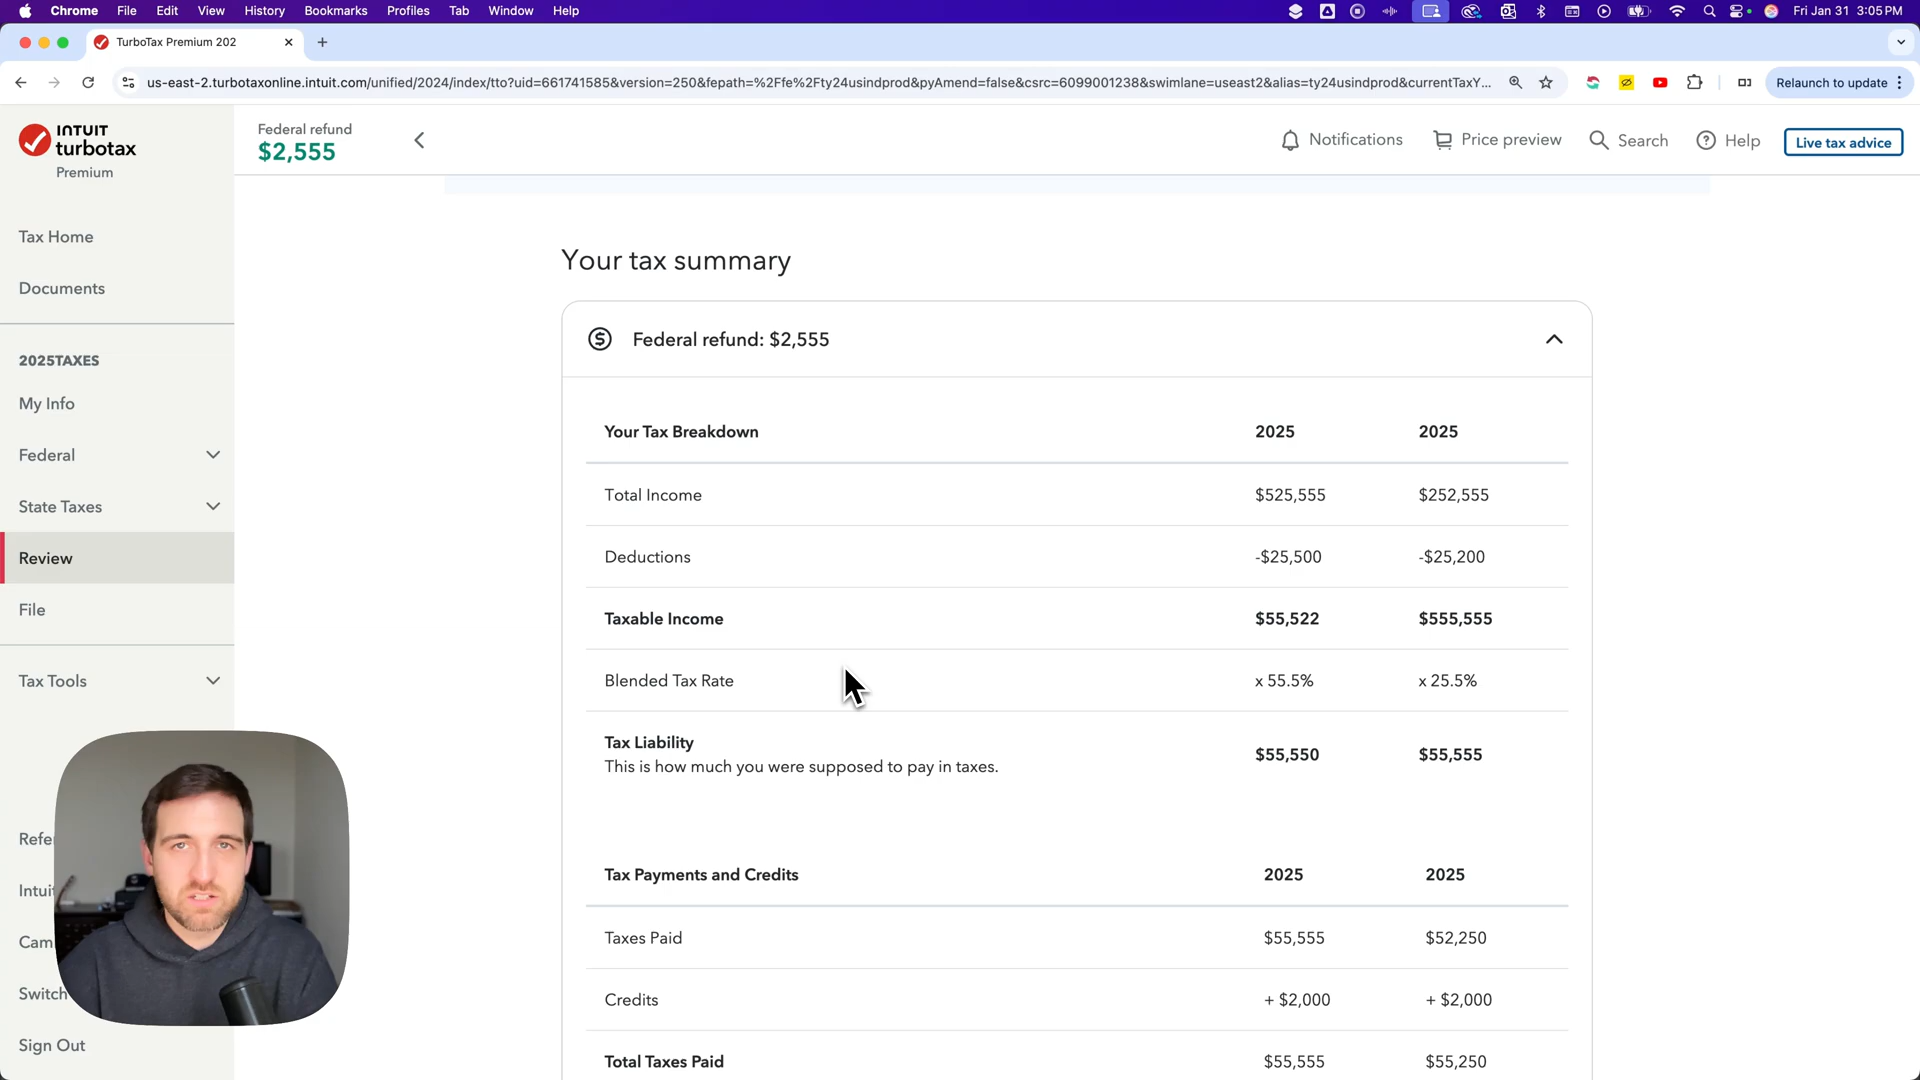 Chrome File Edit View History Bookmarks Profiles Tab Window Help Fri Jan 31 3:05 PM
TurboTax Premium 202
us-east-2.turbotaxonline.intuit.com/unified/2024/index/tto?uid=661741585&version=250&fepath=%2Ffe%2Fty24usindprod&pyAmend=false&csrc=6099001238&swimlane=useast2&alias=ty24usindprod&currentTaxY... Relaunch to update
INTUIT
turbotax
Premium
Federal refund
$2,555
Notifications Price preview Search Help Live tax advice
Tax Home
Documents
2025TAXES
My Info
Federal
State Taxes
Review
File
Tax Tools
Refe
Intui
Cam
Switch
Sign Out
Your tax summary
Federal refund: $2,555
Your Tax Breakdown 2025 2025
Total Income $525,555 $252,555
Deductions -$25,500 -$25,200
Taxable Income $55,522 $555,555
Blended Tax Rate x 55.5% x 25.5%
Tax Liability $55,550 $55,555
This is how much you were supposed to pay in taxes.
Tax Payments and Credits 2025 2025
Taxes Paid $55,555 $52,250
Credits + $2,000 + $2,000
Total Taxes Paid $55,555 $55,250